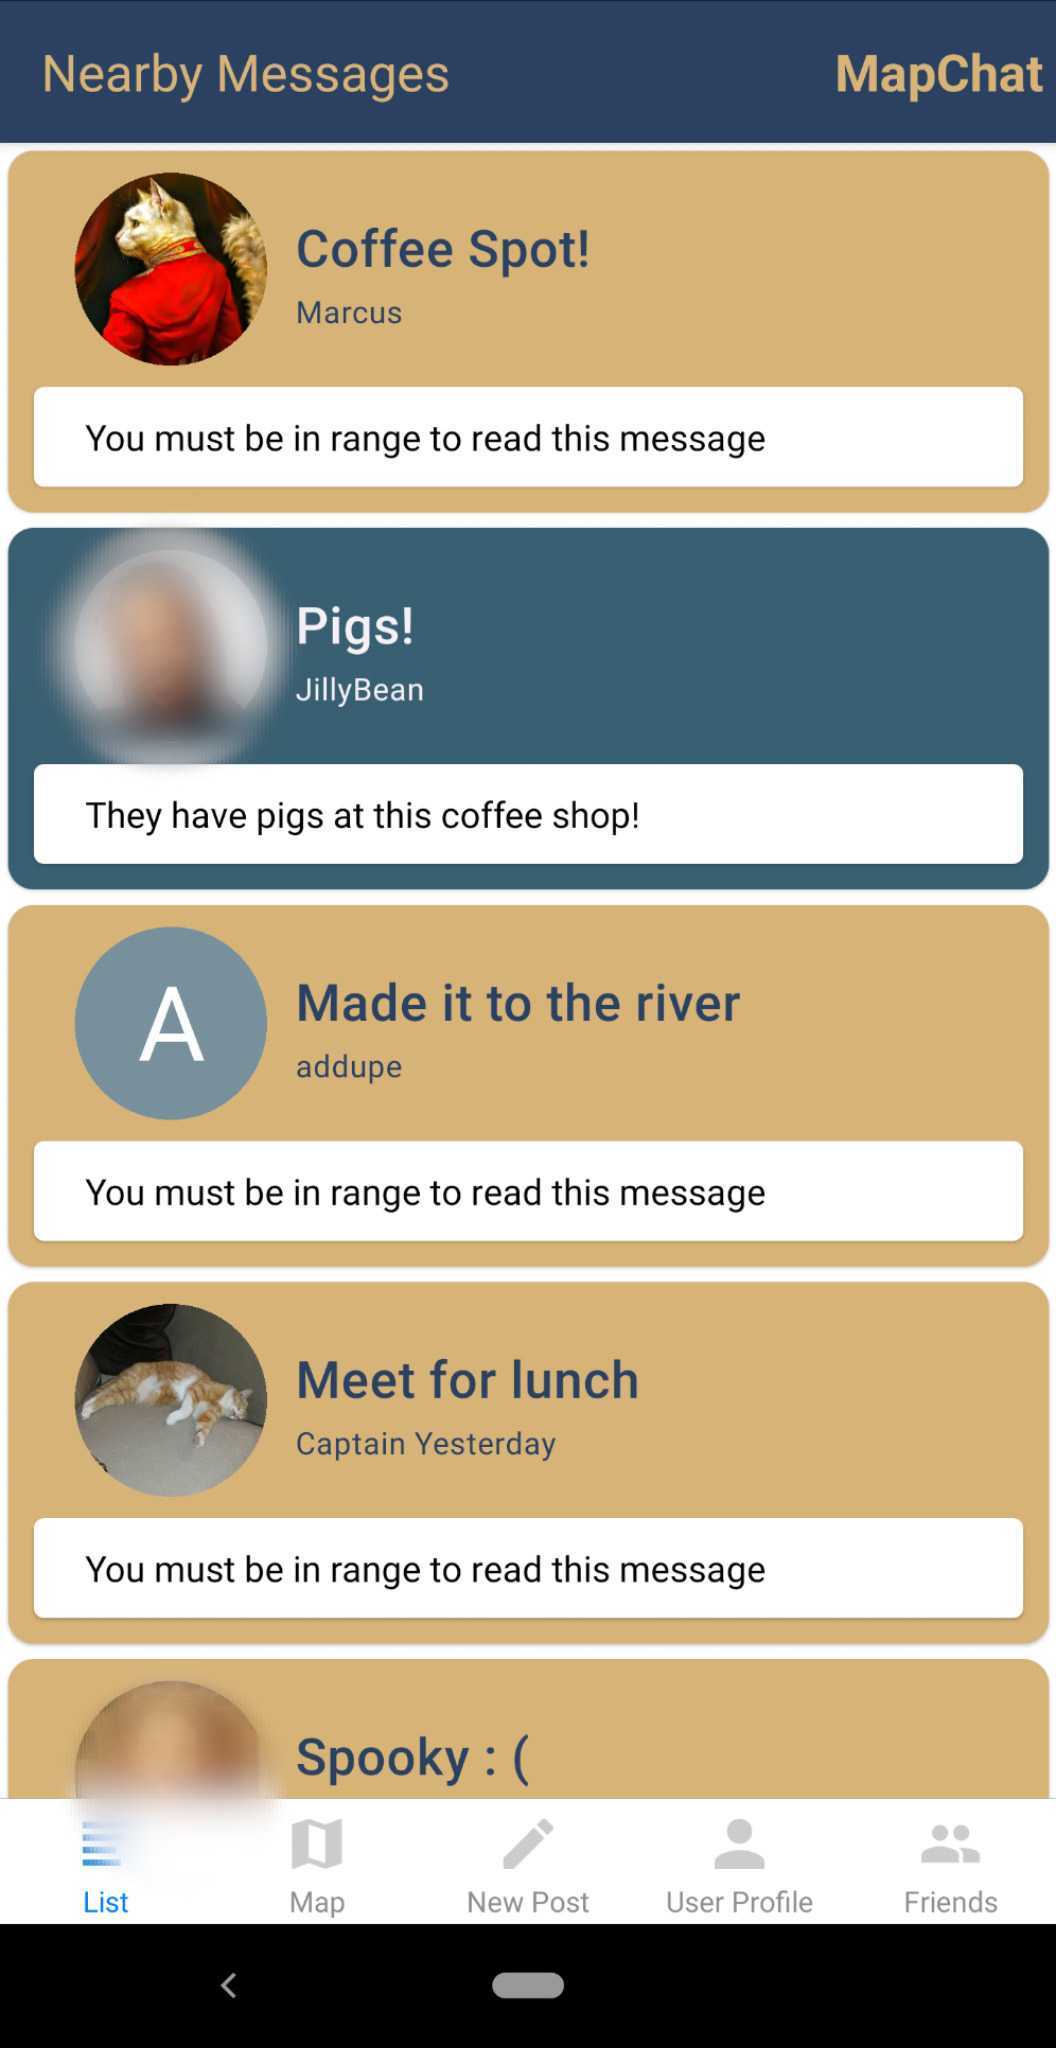 Nearby Messages
MapChat
Coffee Spot!
Marcus
You must be in range to read this message
Pigs!
JillyBean
They have pigs at this coffee shop!
A
Made it to the river
addupe
You must be in range to read this message
Meet for lunch
Captain Yesterday
You must be in range to read this message
Spooky : (
List
Map
New Post
User Profile
Friends